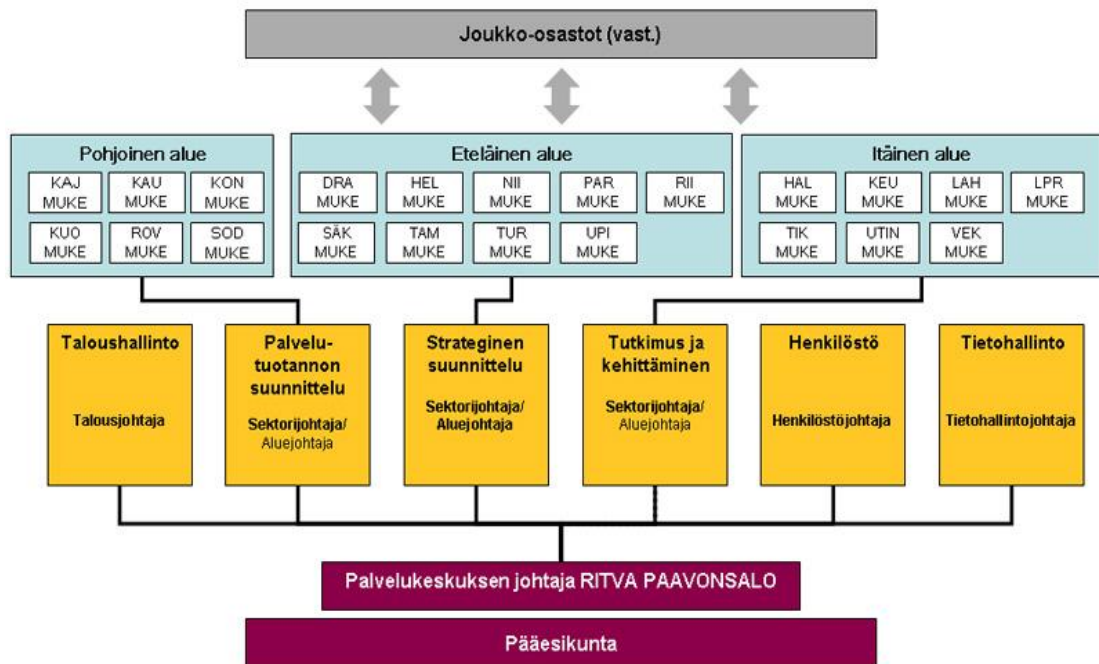 Joukko-osastot (vast.)
Pohjoinen alue
KAJ
MUKE
KAU
MUKE
KON
MUKE
KUO
MUKE
ROV
MUKE
SOD
MUKE
Eteläinen alue
DRA
MUKE
HEL
MUKE
NII
MUKE
PAR
MUKE
RII
MUKE
SÄK
MUKE
TAM
MUKE
TUR
MUKE
UPI
MUKE
Itäinen alue
HAL
MUKE
KEU
MUKE
LAH
MUKE
LPR
MUKE
TIK
MUKE
UTIN
MUKE
VEK
MUKE
Taloushallinto
Talousjohtaja
Palvelu-
tuotannon
suunnittelu
Sektorijohtaja/
Aluejohtaja
Strateginen
suunnittelu
Sektorijohtaja/
Aluejohtaja
Tutkimus ja
kehittäminen
Sektorijohtaja/
Aluejohtaja
Henkilöstö
Henkilöstöjohtaja
Tietohallinto
Tietohallintojohtaja
Palvelukeskuksen johtaja RITVA PAAVONSALO
Pääesikunta